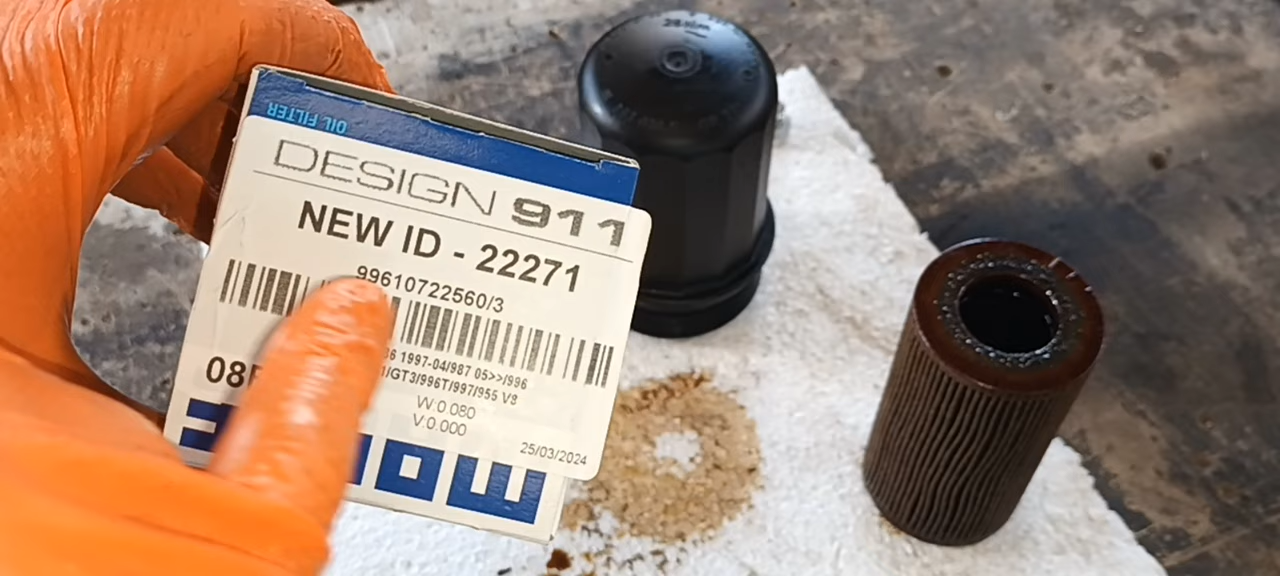 OIL FILTER
DESIGN 911
NEW ID - 22271
99610722560/3
1997-04/987 05>>/996
/GT3/996T/997/955 V8
08
W:0.080
V:0.000
25/03/2024